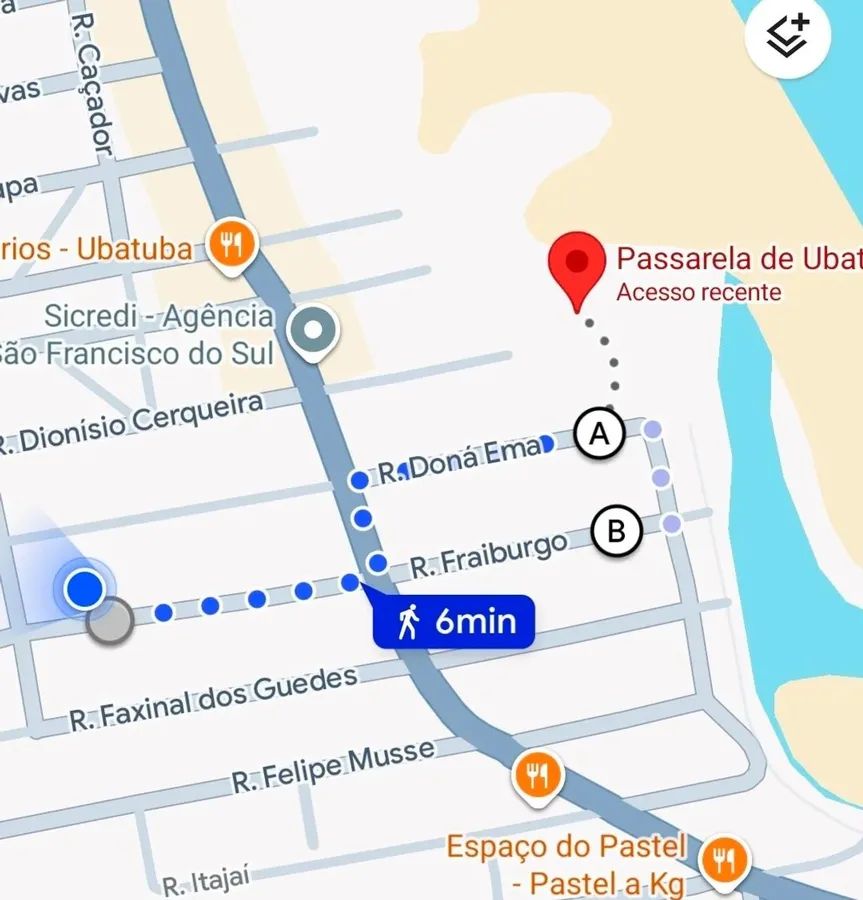 R. Caçador
vas
apa
rios - Ubatuba
Passarela de Ubat
Acesso recente
Sicredi - Agência
São Francisco do Sul
R. Dionísio Cerqueira
R. Doná Ema
A
B
R. Fraiburgo
6min
R. Faxinal dos Guedes
R. Felipe Musse
Espaço do Pastel
- Pastel a Kg
R. Itajaí